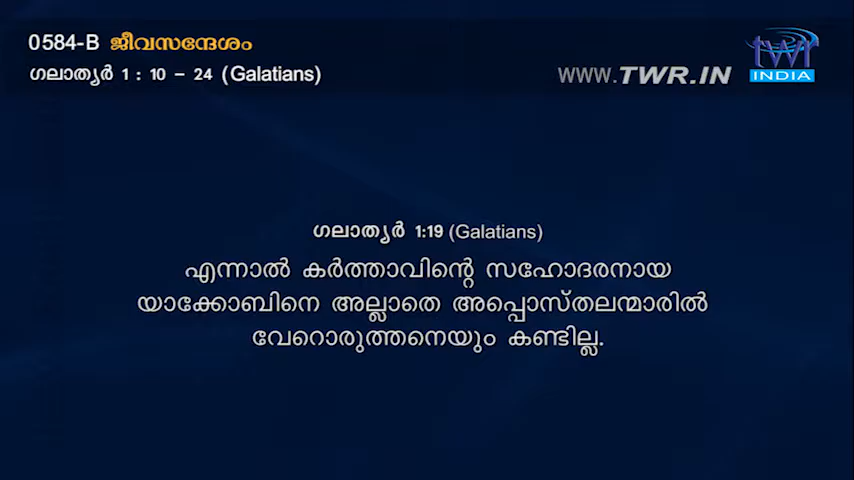 0584-B ജീവസന്ദേശം
ഗലാത്യർ 1 : 10 – 24 (Galatians)
WWW.TWR.IN
twr
INDIA
ഗലാത്യർ 1:19 (Galatians)
എന്നാൽ കർത്താവിന്റെ സഹോദരനായ
യാക്കോബിനെ അല്ലാതെ അപ്പൊസ്തലന്മാരിൽ
വേറൊരുത്തനെയും കണ്ടില്ല.